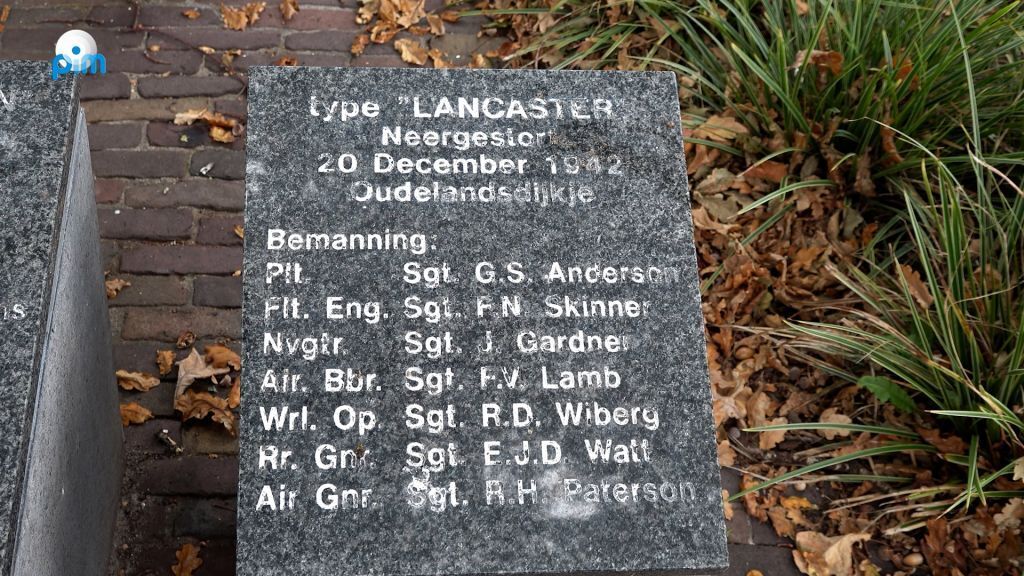 pim
type "LANCASTER"
Neergestort
20 December 1942
Oudelandsdijkje
Bemanning:
Plt. Sgt. G.S. Anderson
Flt. Eng. Sgt. F.N. Skinner
Nvgtr. Sgt. J. Gardner
Air. Bbr. Sgt. F.V. Lamb
Wrl. Op. Sgt. R.D. Wiberg
Rr. Gnr. Sgt. E.J.D. Watt
Air Gnr. Sgt. R.H. Paterson